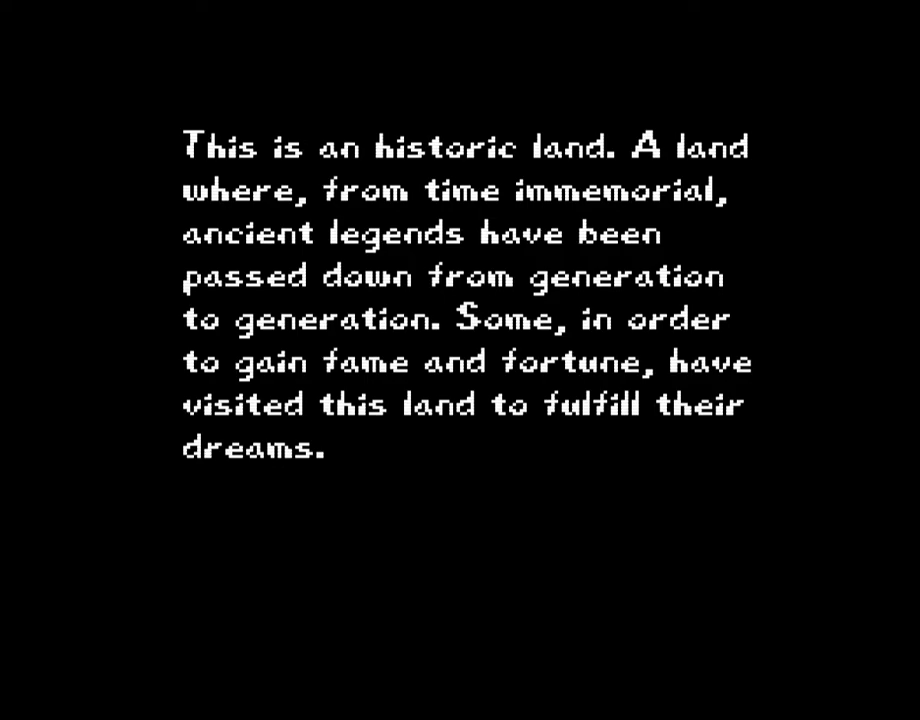 This is an historic land. A land
where, from time immemorial,
ancient legends have been
passed down from generation
to generation. Some, in order
to gain fame and fortune, have
visited this land to fulfill their
dreams.